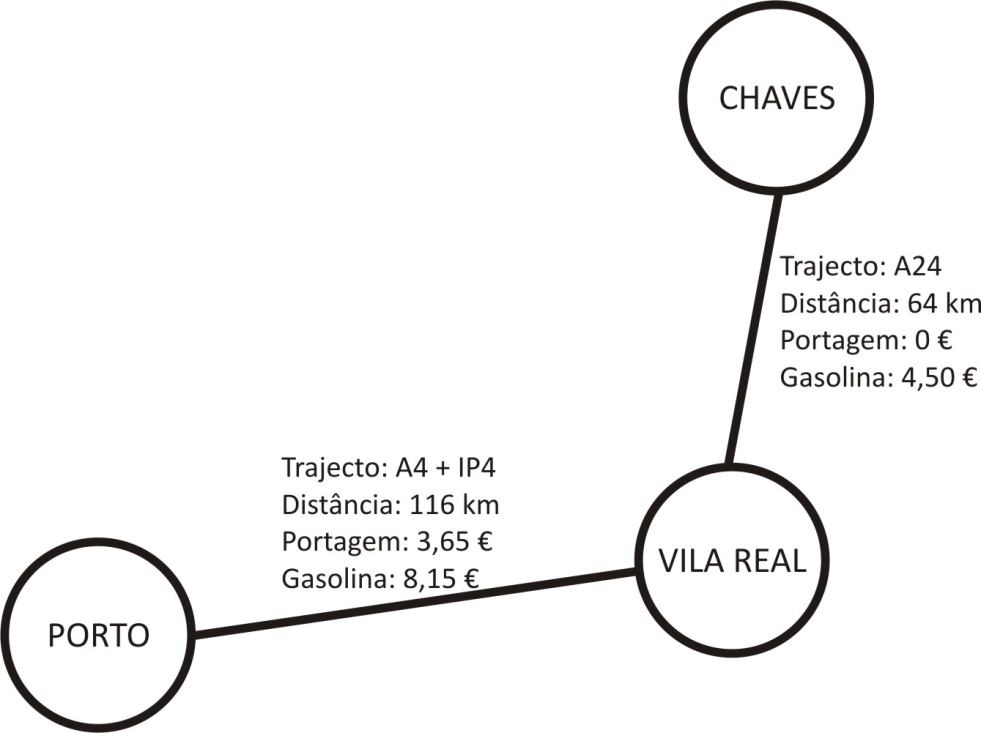 CHAVES
Trajecto: A24
Distância: 64 km
Portagem: 0 €
Gasolina: 4,50 €
Trajecto: A4 + IP4
Distância: 116 km
Portagem: 3,65 €
Gasolina: 8,15 €
VILA REAL
PORTO